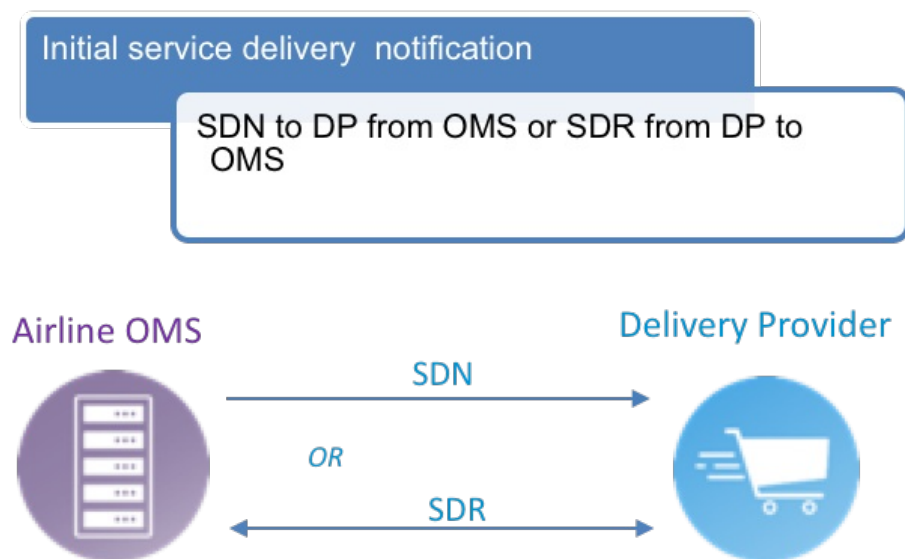 Initial service delivery  notification
SDN to DP from OMS or SDR from DP to
OMS
Airline OMS
Delivery Provider
SDN
OR
SDR